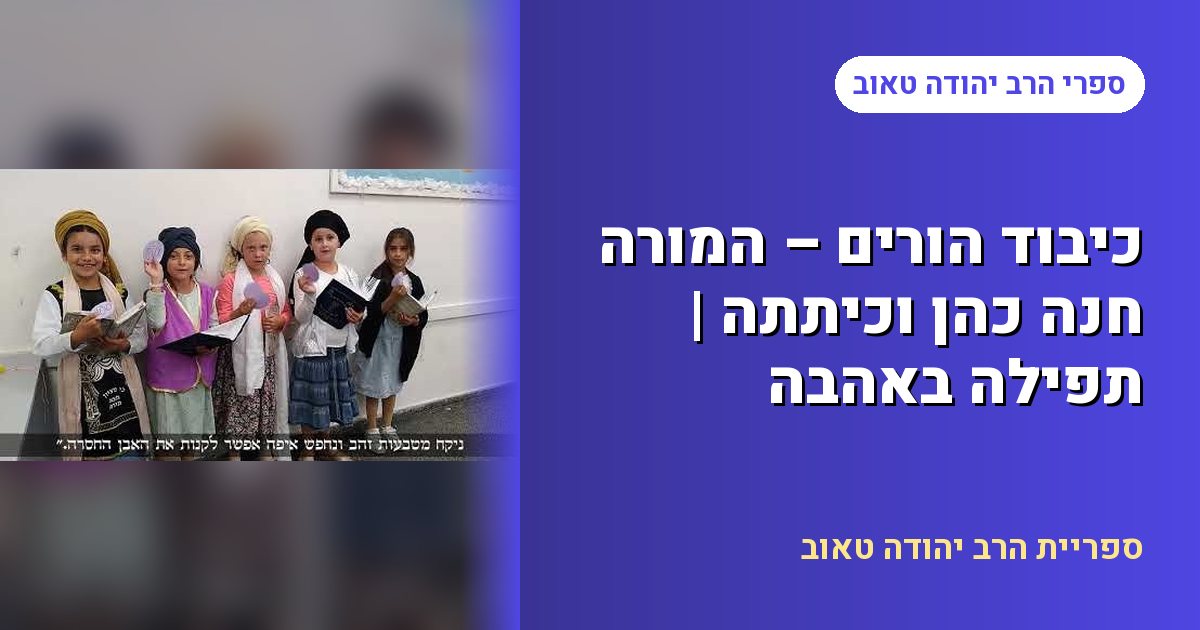 ספרי הרב יהודה טאוב
כיבוד הורים – המורה
חנה כהן וכיתתה |
תפילה באהבה
ניקח מטבעות זהב ונחפש איפה אפשר לקנות את האבן החסרה."
ספריית הרב יהודה טאוב